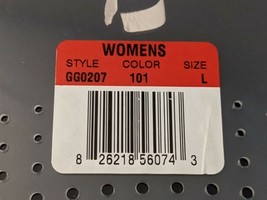 WOMENS
STYLE COLOR SIZE
GG0207 101 L
8 26218 56074 3